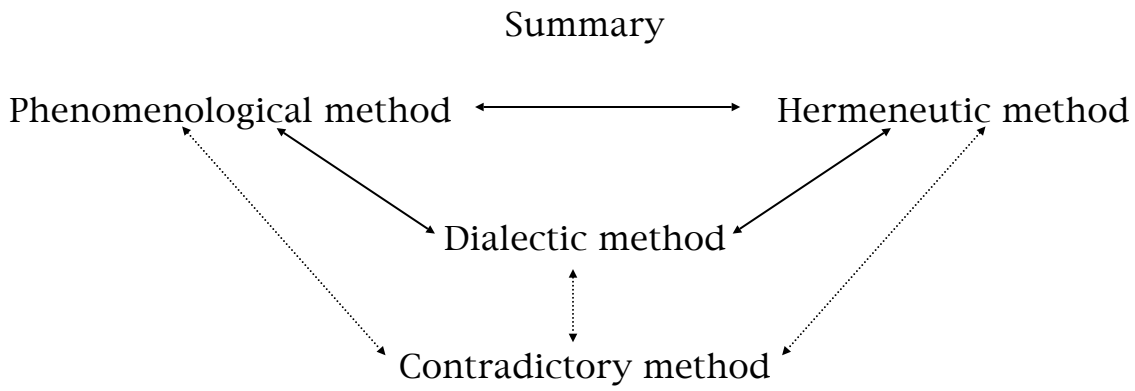 Summary
Phenomenological method
Hermeneutic method
Dialectic method
Contradictory method